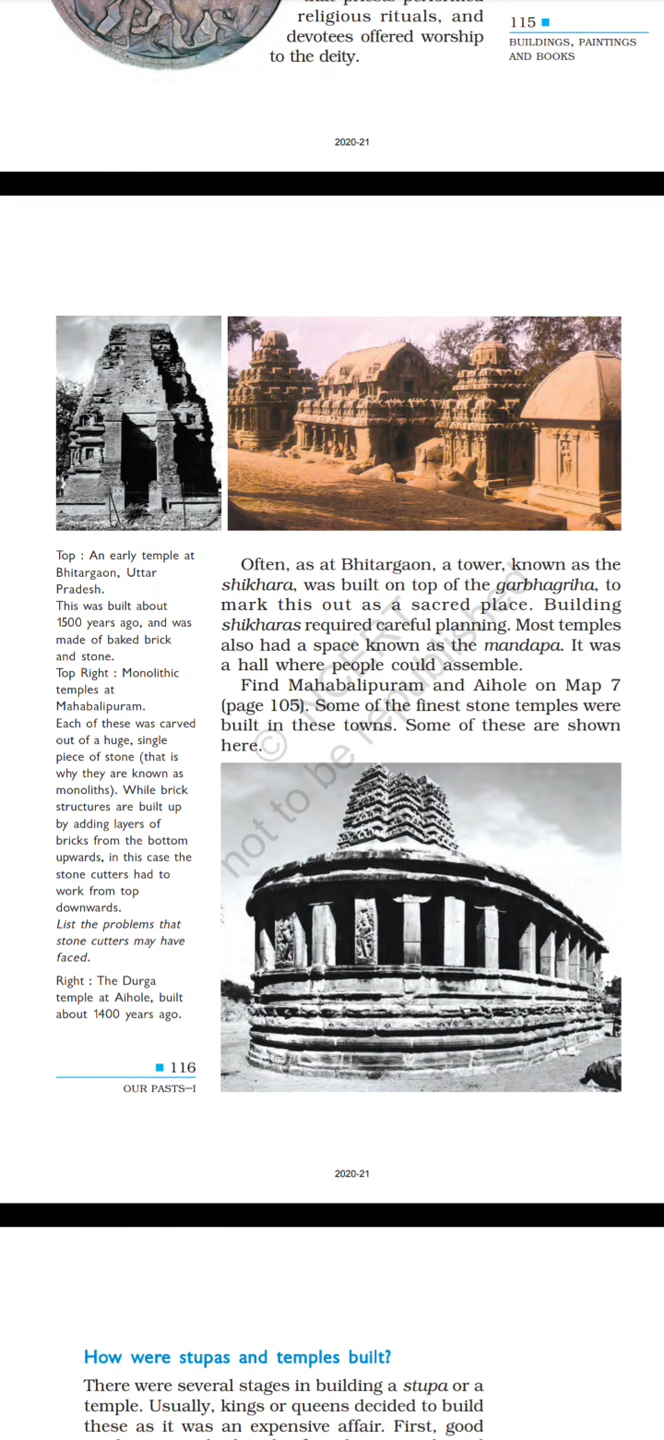 religious rituals, and
devotees offered worship
to the deity.
115
BUILDINGS, PAINTINGS
AND BOOKS
2020-21
Top : An early temple at
Bhitargaon, Uttar
Pradesh.
This was built about
1500 years ago, and was
made of baked brick
and stone.
Top Right : Monolithic
temples at
Mahabalipuram.
Each of these was carved
out of a huge, single
piece of stone (that is
why they are known as
monoliths). While brick
structures are built up
by adding layers of
bricks from the bottom
upwards, in this case the
stone cutters had to
work from top
downwards.
List the problems that
stone cutters may have
faced.
Right : The Durga
temple at Aihole, built
about 1400 years ago.
116
OUR PASTS–I
Often, as at Bhitargaon, a tower, known as the
shikhara, was built on top of the garbhagriha, to
mark this out as a sacred place. Building
shikharas required careful planning. Most temples
also had a space known as the mandapa. It was
a hall where people could assemble.
Find Mahabalipuram and Aihole on Map 7
(page 105). Some of the finest stone temples were
built in these towns. Some of these are shown
here.
© NCERT
not to be republished
2020-21
How were stupas and temples built?
There were several stages in building a stupa or a
temple. Usually, kings or queens decided to build
these as it was an expensive affair. First, good